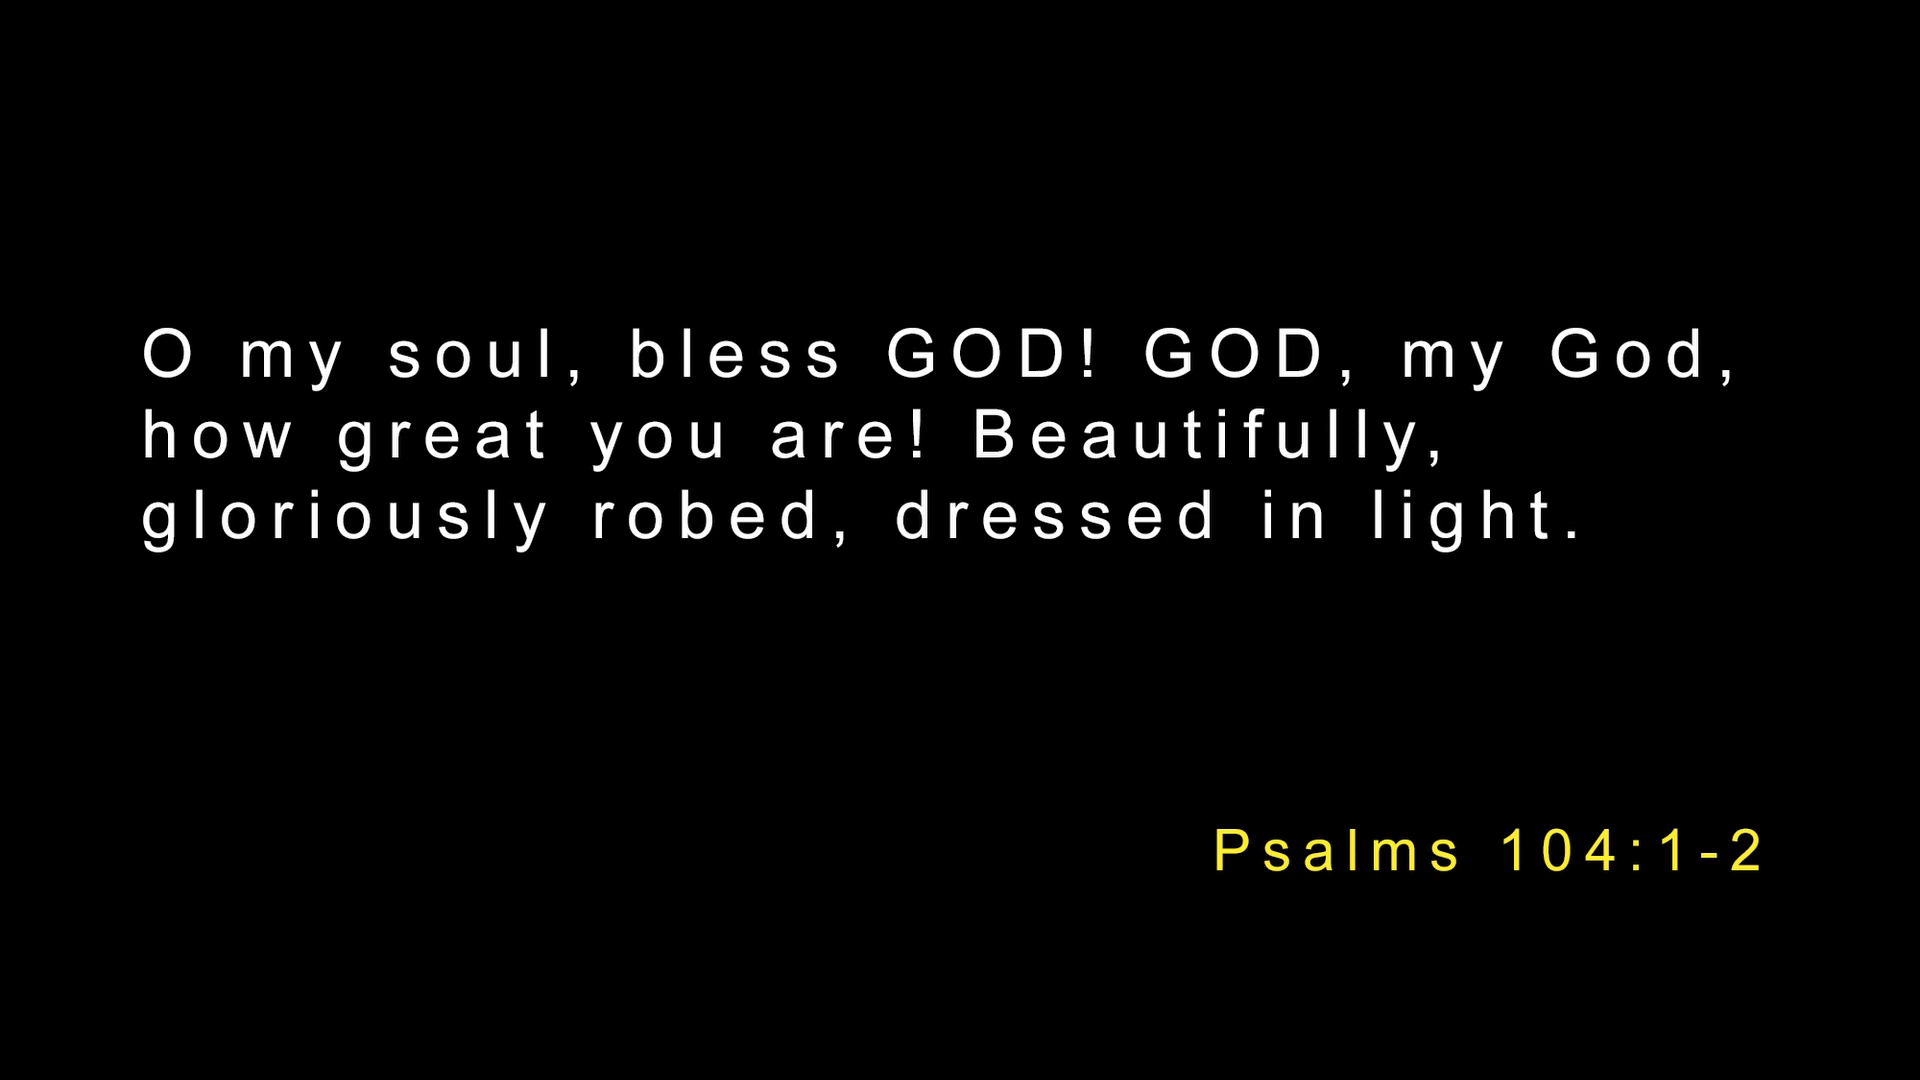 O my soul, bless GOD! GOD, my God,
how great you are! Beautifully,
gloriously robed, dressed in light.
Psalms 104:1-2